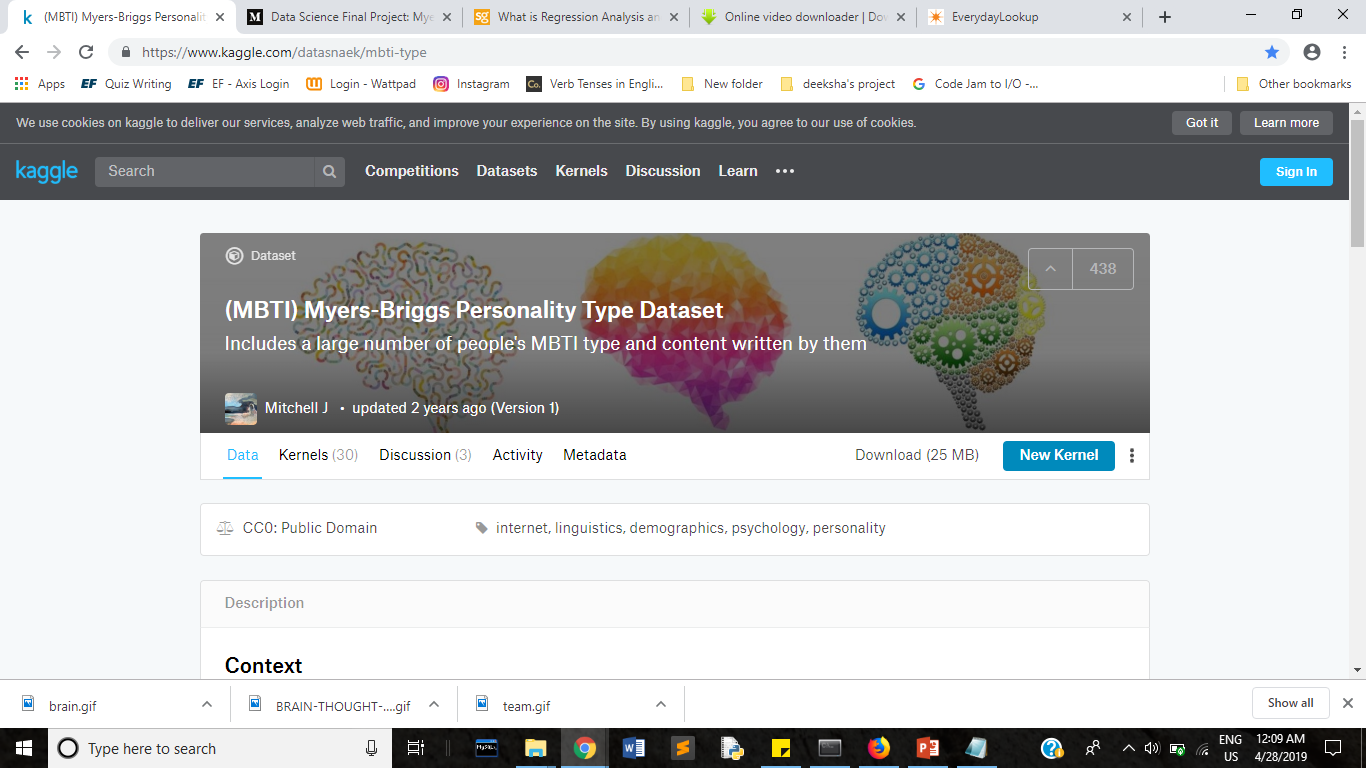 (MBTI) Myers-Briggs Personalit
Data Science Final Project: Mye
What is Regression Analysis an
Online video downloader | Dov
EverydayLookup
https://www.kaggle.com/datasnaek/mbti-type
Apps
EF Quiz Writing
EF EF - Axis Login
Login - Wattpad
Instagram
Co. Verb Tenses in Engli...
New folder
deeksha's project
Code Jam to I/O -...
Other bookmarks
We use cookies on kaggle to deliver our services, analyze web traffic, and improve your experience on the site. By using kaggle, you agree to our use of cookies.
Got it
Learn more
kaggle
Search
Competitions
Datasets
Kernels
Discussion
Learn
Sign In
Dataset
438
(MBTI) Myers-Briggs Personality Type Dataset
Includes a large number of people's MBTI type and content written by them
Mitchell J • updated 2 years ago (Version 1)
Data
Kernels (30)
Discussion (3)
Activity
Metadata
Download (25 MB)
New Kernel
CC0: Public Domain
internet, linguistics, demographics, psychology, personality
Description
Context
brain.gif
BRAIN-THOUGHT-....gif
team.gif
Show all
Type here to search
MySQL
ENG
US
12:09 AM
4/28/2019